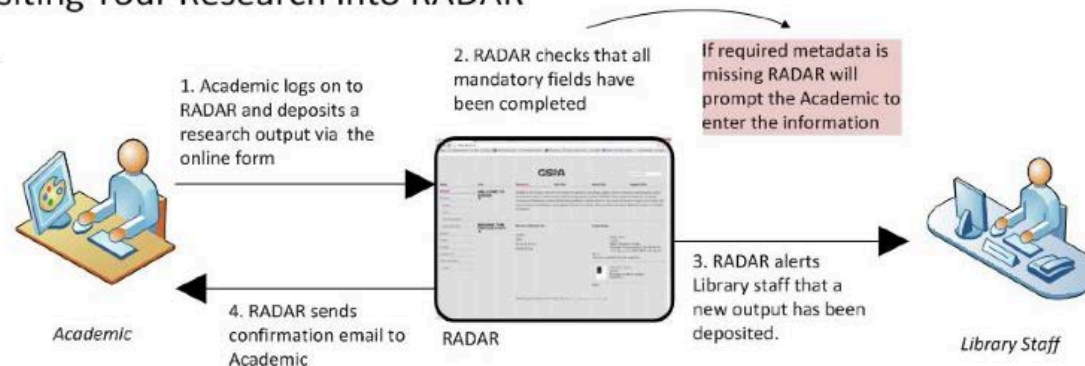 siting Your Research into RADAR
1. Academic logs on to
RADAR and deposits a
research output via the
online form
2. RADAR checks that all
mandatory fields have
been completed
If required metadata is
missing RADAR will
prompt the Academic to
enter the information
GSA
3. RADAR alerts
Library staff that a
new output has been
deposited.
4. RADAR sends
confirmation email to
Academic
Academic
RADAR
Library Staff